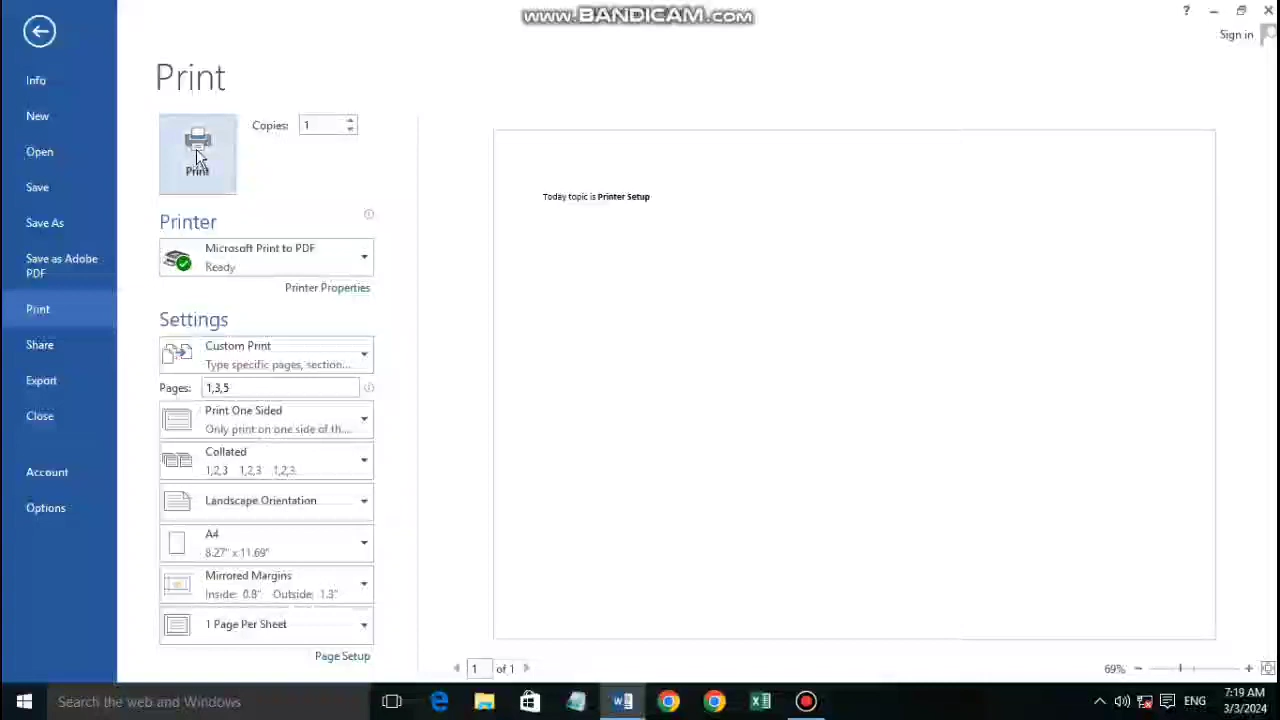 www.BANDICAM.com
?
Sign in
Info
New
Open
Save
Save As
Save as Adobe
PDF
Print
Share
Export
Close
Account
Options
Print
Print
Copies: 1
Printer
Microsoft Print to PDF
Ready
Printer Properties
Settings
Custom Print
Type specific pages, section...
Pages: 1,3,5
Print One Sided
Only print on one side of th...
Collated
1,2,3 1,2,3 1,2,3
Landscape Orientation
A4
8.27" x 11.69"
Mirrored Margins
Inside: 0.8" Outside: 1.3"
1 Page Per Sheet
Page Setup
Today topic is Printer Setup
1 of 1
69%
Search the web and Windows
ENG
7:19 AM
3/3/2024